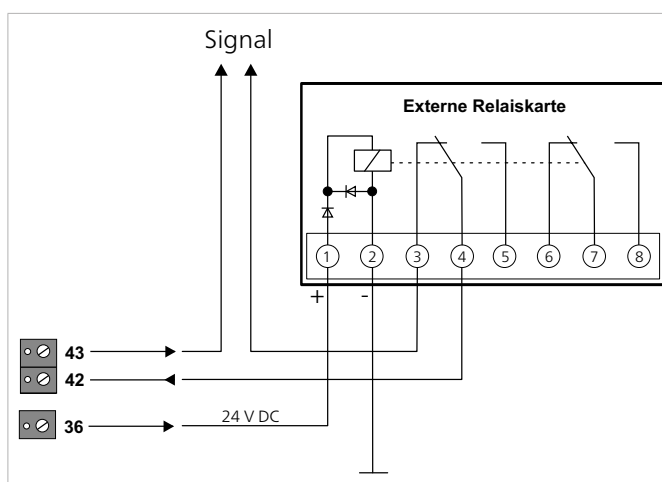 Signal
Externe Relaiskarte
1 2 3 4 5 6 7 8
+ -
43
42
36 24 V DC